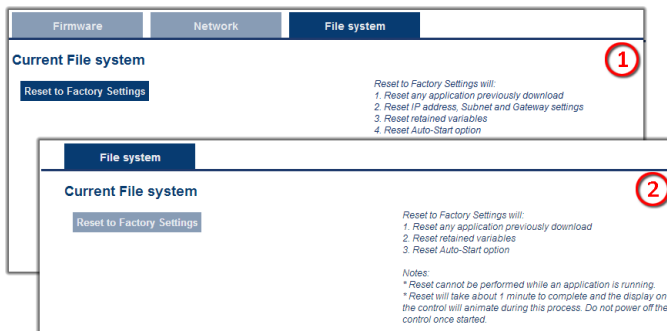 Firmware Network File system
Current File system
1
Reset to Factory Settings
Reset to Factory Settings will:
1. Reset any application previously download
2. Reset IP address, Subnet and Gateway settings
3. Reset retained variables
4. Reset Auto-Start option
File system
Current File system
2
Reset to Factory Settings
Reset to Factory Settings will:
1. Reset any application previously download
2. Reset retained variables
3. Reset Auto-Start option
Notes:
* Reset cannot be performed while an application is running.
* Reset will take about 1 minute to complete and the display on
the control will animate during this process. Do not power off the
control once started.